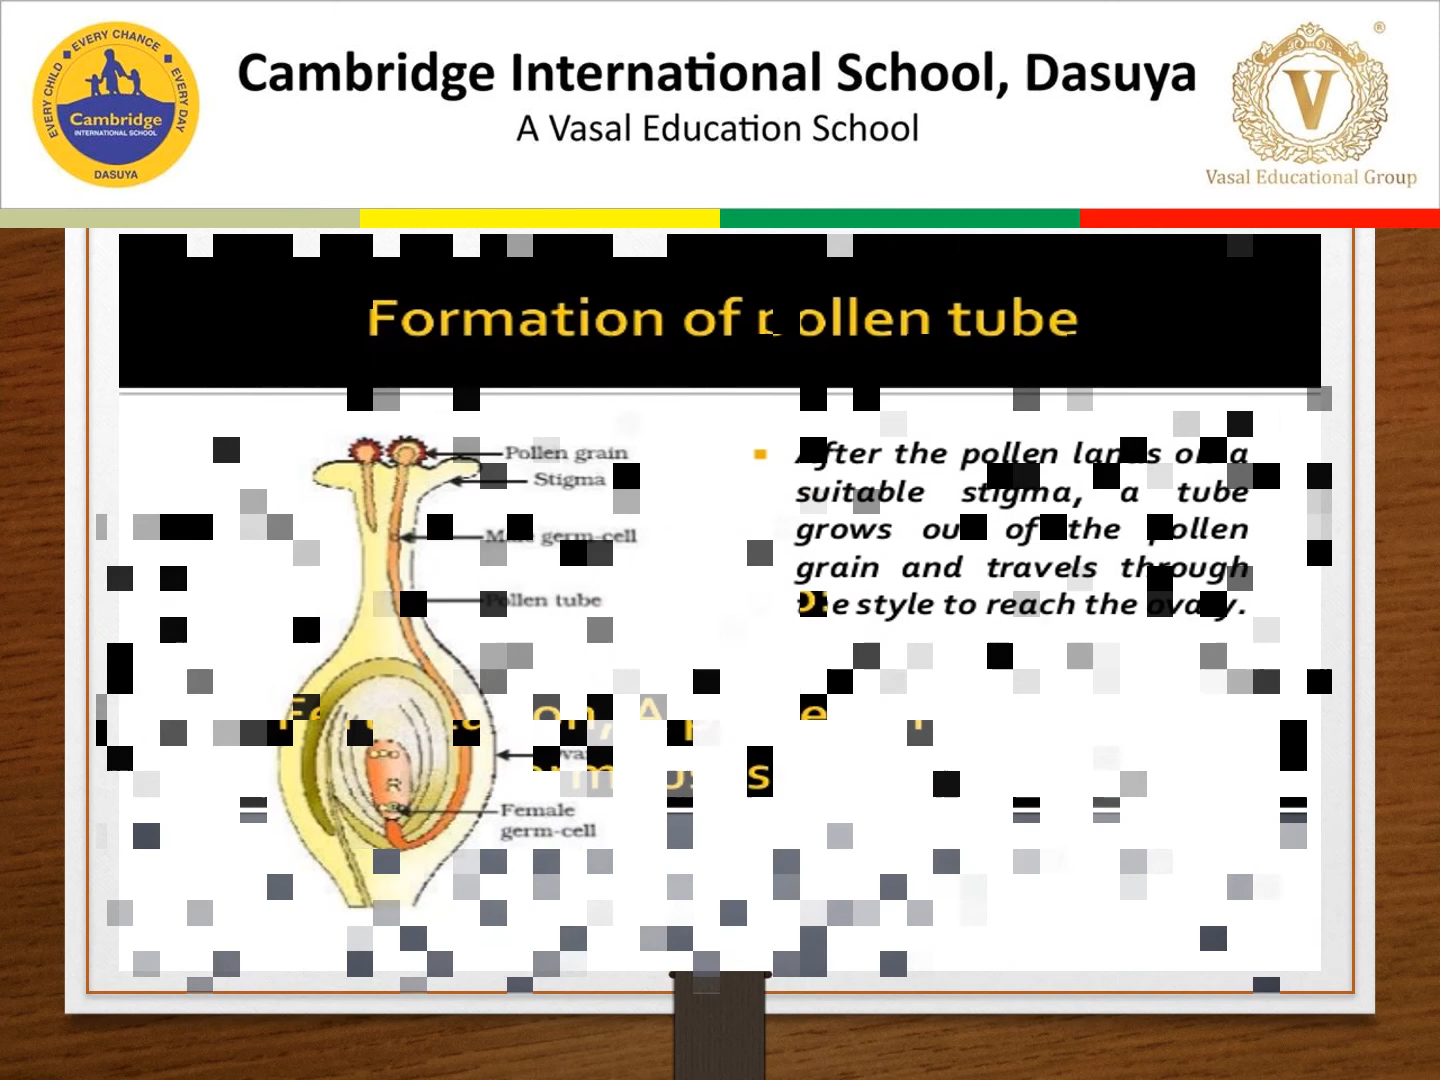 EVERY CHILD EVERY CHANCE EVERY DAY
Cambridge
INTERNATIONAL SCHOOL
DASUYA
Cambridge International School, Dasuya
A Vasal Education School
V
®
Vasal Educational Group
Formation of pollen tube
Pollen grain
Stigma
Male germ-cell
Pollen tube
Female
germ-cell
After the pollen lands on a
suitable stigma, a tube
grows out of the pollen
grain and travels through
the style to reach the ovary.